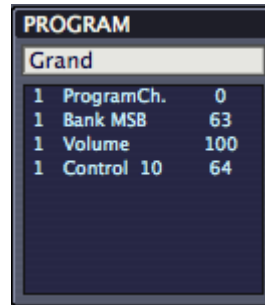 PROGRAM
Grand
1 ProgramCh. 0
1 Bank MSB 63
1 Volume 100
1 Control 10 64